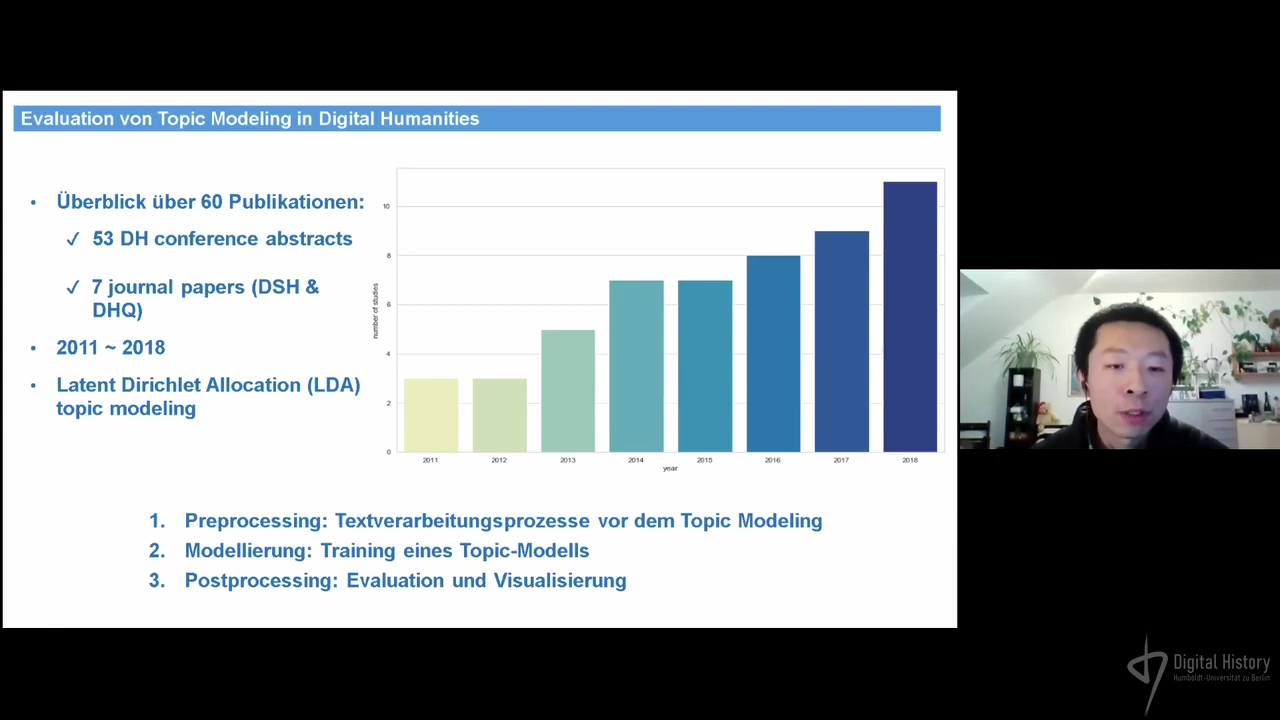 Evaluation von Topic Modeling in Digital Humanities
• Überblick über 60 Publikationen:
✓ 53 DH conference abstracts
✓ 7 journal papers (DSH &
DHQ)
• 2011 ~ 2018
• Latent Dirichlet Allocation (LDA)
topic modeling
number of studies
10
8
6
4
2
0
2011 2012 2013 2014 2015 2016 2017 2018
year
1. Preprocessing: Textverarbeitungsprozesse vor dem Topic Modeling
2. Modellierung: Training eines Topic-Modells
3. Postprocessing: Evaluation und Visualisierung
Digital History
Humboldt-Universität zu Berlin